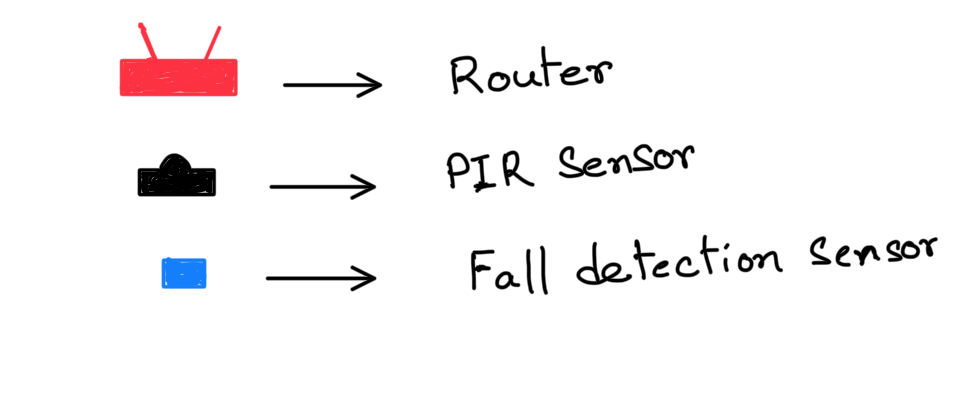 Router
PIR Sensor
Fall detection Sensor